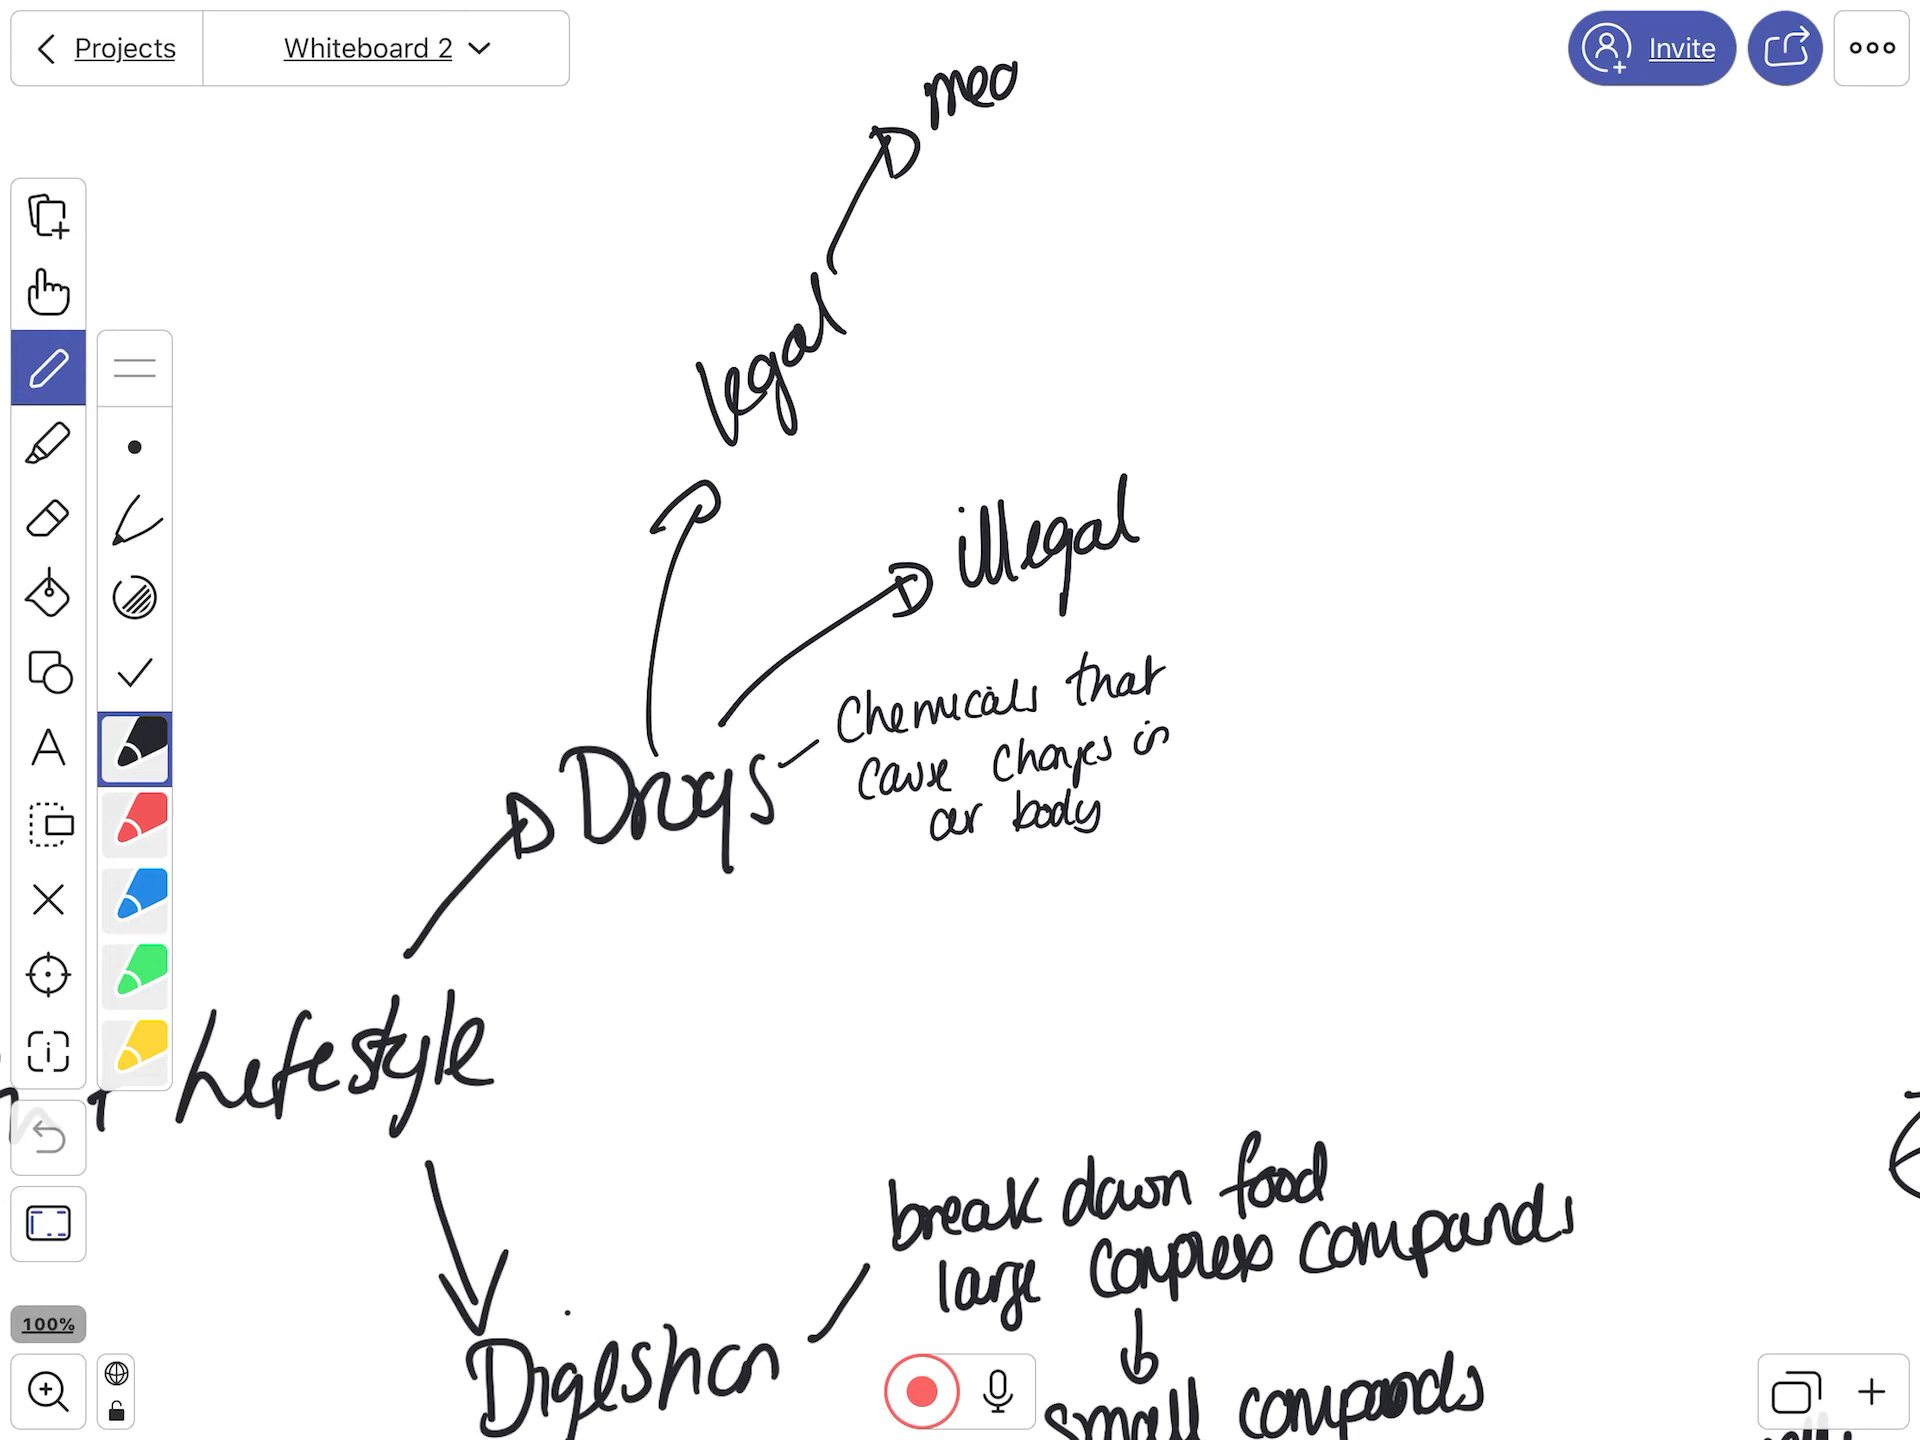 Projects
Whiteboard 2
Invite
med
legal
illegal
Drugs
Chemicals that
cause changes in
our body
Lifestyle
break down food
large complex compounds
Digestion
small compounds
100%